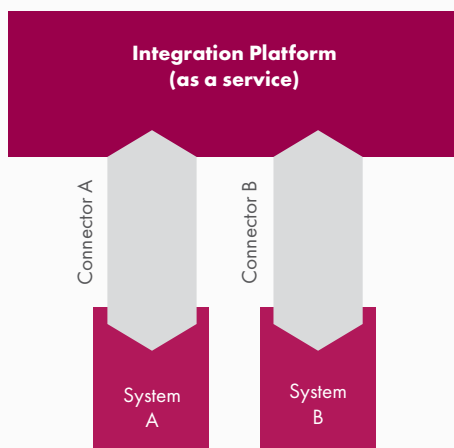 Integration Platform
(as a service)
Connector A
Connector B
System
A
System
B